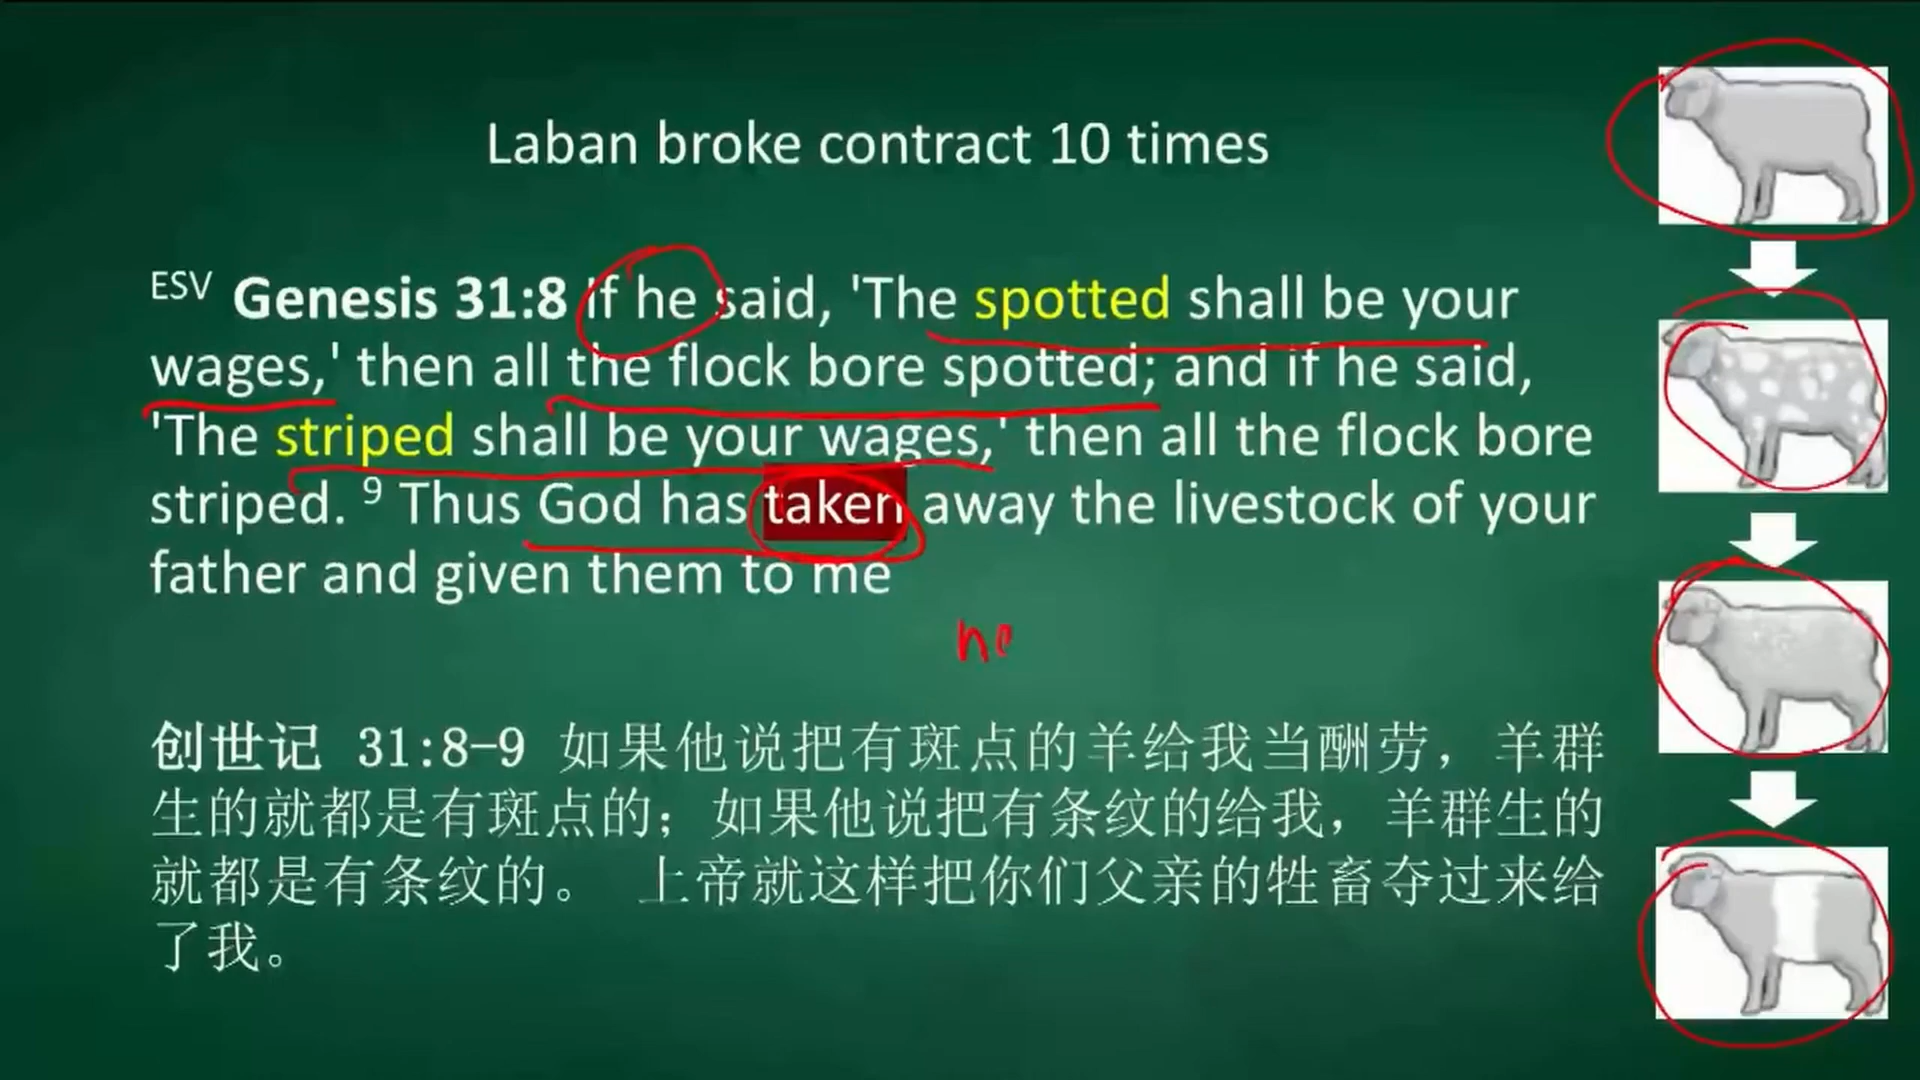 Laban broke contract 10 times
ESV Genesis 31:8 If he said, 'The spotted shall be your
wages,' then all the flock bore spotted; and if he said,
'The striped shall be your wages,' then all the flock bore
striped. 9 Thus God has taken away the livestock of your
father and given them to me
he
创世记 31:8-9 如果他说把有斑点的羊给我当酬劳，羊群
生的就都是有斑点的；如果他说把有条纹的给我，羊群生的
就都是有条纹的。 上帝就这样把你们父亲的牲畜夺过来给
了我。